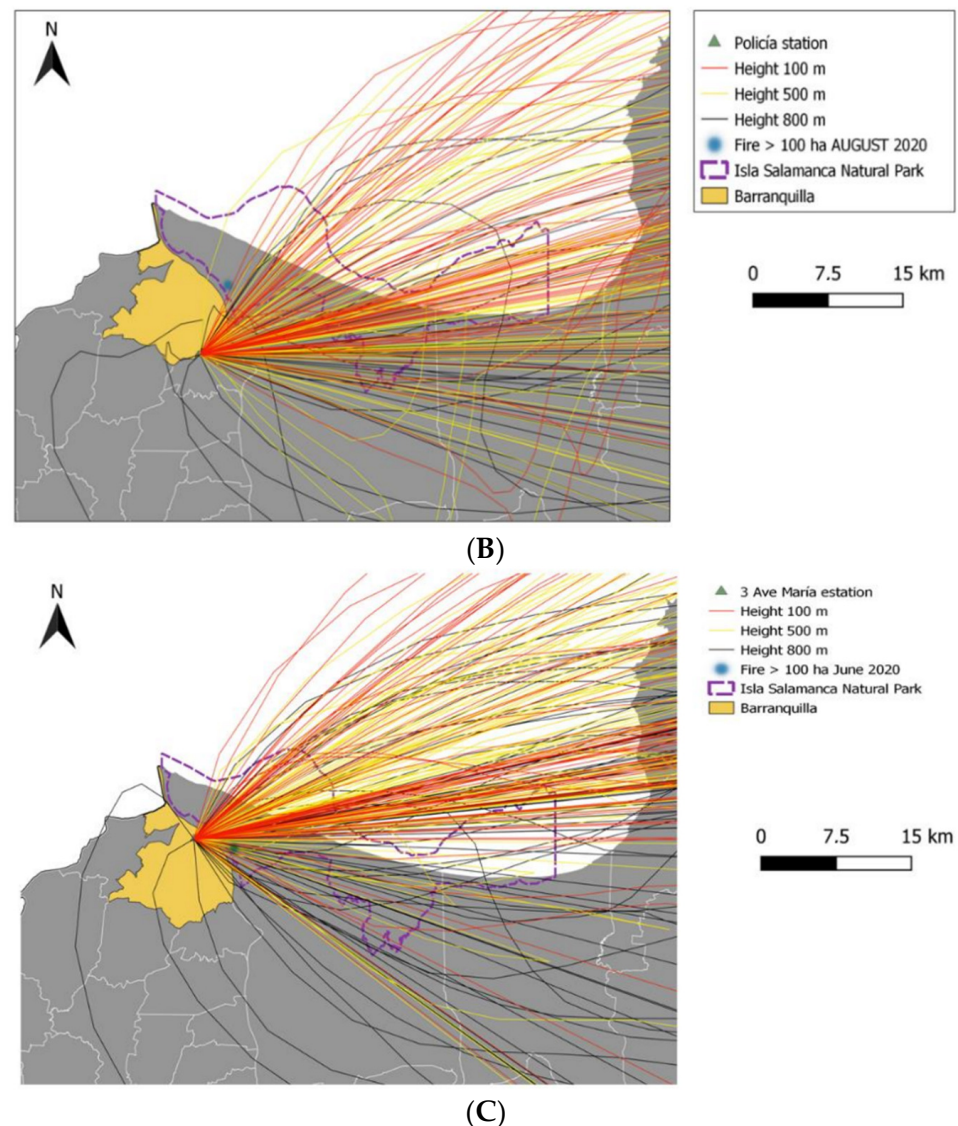 N
Policía station
Height 100 m
Height 500 m
Height 800 m
Fire > 100 ha AUGUST 2020
Isla Salamanca Natural Park
Barranquilla
0 7.5 15 km
(B)
N
3 Ave María estation
Height 100 m
Height 500 m
Height 800 m
Fire > 100 ha June 2020
Isla Salamanca Natural Park
Barranquilla
0 7.5 15 km
(C)